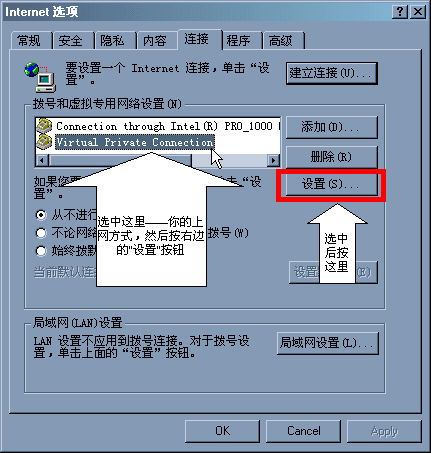 Internet 选项
常规 安全 隐私 内容 连接 程序 高级
要设置一个 Internet 连接，单击“设
置”。
建立连接(U)...
拨号和虚拟专用网络设置(N)
Connection through Intel(R) PRO_1000
Virtual Private Connection
添加(D)...
删除(R)
设置(S)...
如果您要
击“设
置”。
从不进行
不论网络
拨号(W)
始终拨默
当前默认连
设置
(E)
选中这里——你的上
网方式，然后按右边
的"设置"按钮
选中
后按
这里
局域网(LAN)设置
LAN 设置不应用到拨号连接。对于拨号设
置，单击上面的“设置”按钮。
局域网设置(L)...
OK
Cancel
Apply